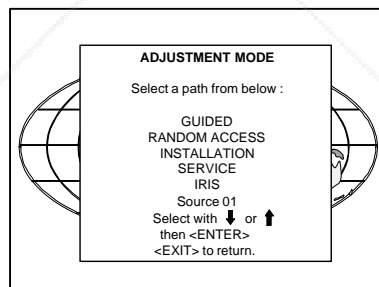 ADJUSTMENT MODE
Select a path from below :
GUIDED
RANDOM ACCESS
INSTALLATION
SERVICE
IRIS
Source 01
Select with ⬇ or ⬆
then <ENTER>
<EXIT> to return.